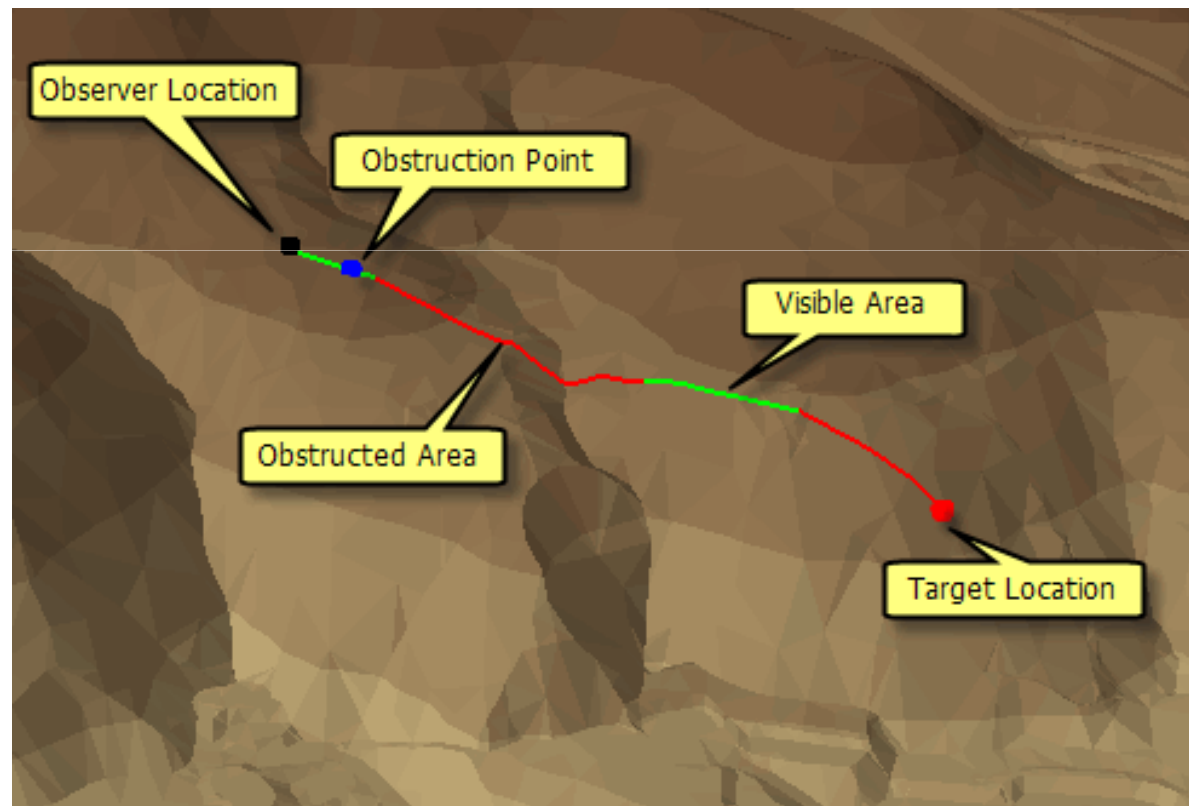 Observer Location
Obstruction Point
Visible Area
Obstructed Area
Target Location